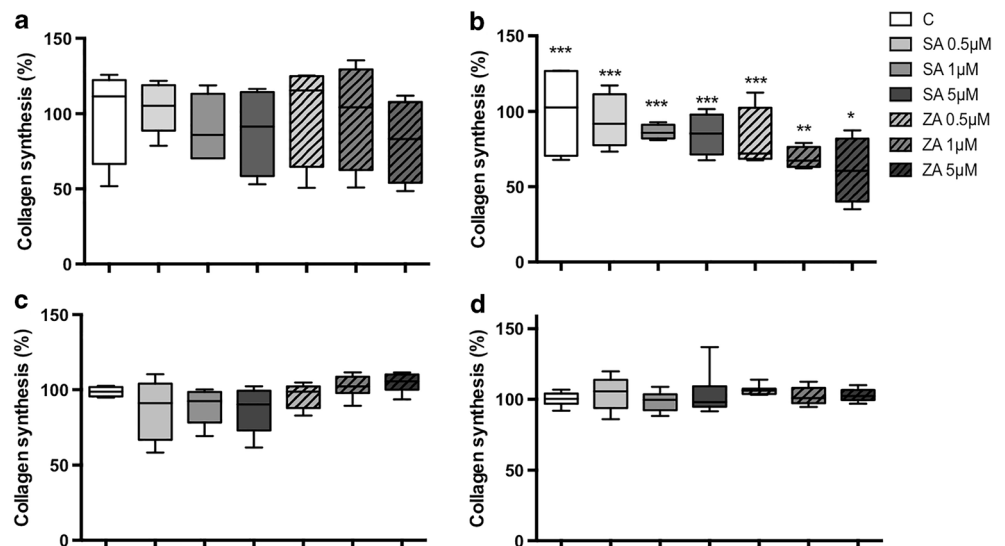 a
150
100
50
0
Collagen synthesis (%)
b
150
100
50
0
Collagen synthesis (%)
***
***
***
***
***
**
*
C
SA 0.5µM
SA 1µM
SA 5µM
ZA 0.5µM
ZA 1µM
ZA 5µM
c
150
100
50
0
Collagen synthesis (%)
d
150
100
50
0
Collagen synthesis (%)